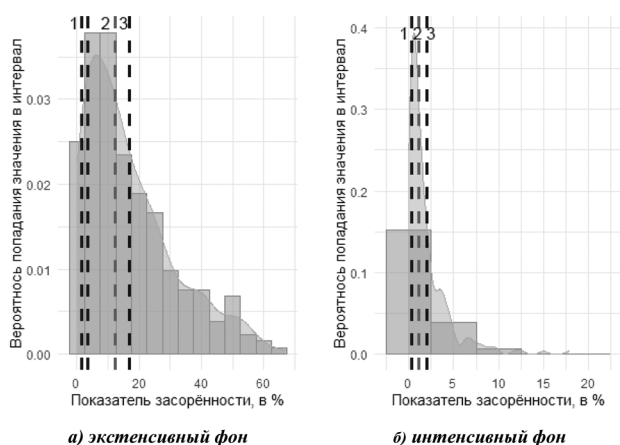 1 2 3
Вероятнось попадания значения в интервал
0.03
0.02
0.01
0.00
0 20 40 60
Показатель засорённости, в %
а) экстенсивный фон
1 2 3
Вероятнось попадания значения в интервал
0.4
0.3
0.2
0.1
0.0
0 5 10 15 20
Показатель засорённости, в %
б) интенсивный фон